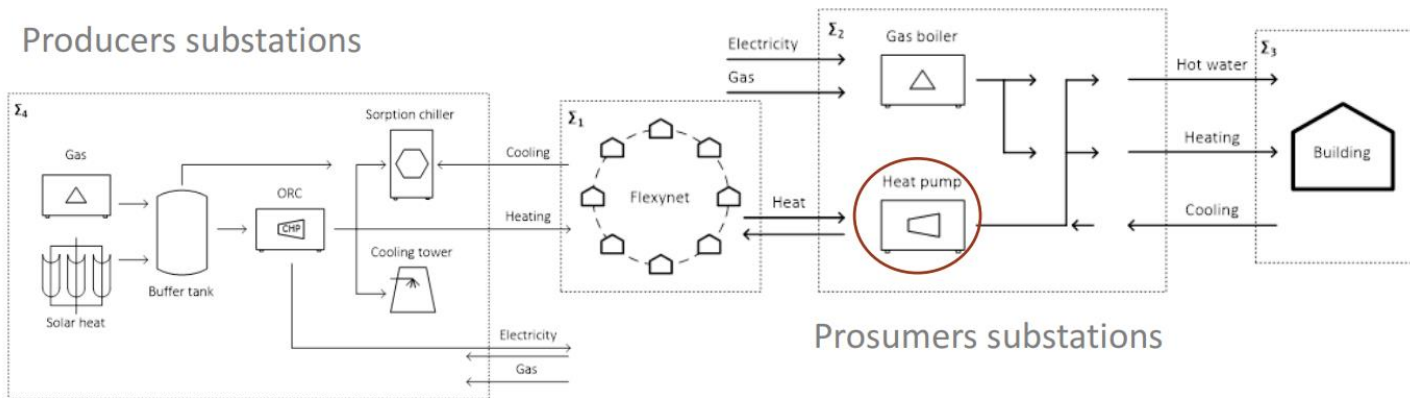 Producers substations
Σ4
Gas
Solar heat
Buffer tank
ORC
CHP
Sorption chiller
Cooling tower
Cooling
Heating
Electricity
Gas
Σ1
Flexynet
Electricity
Gas
Heat
Σ2
Gas boiler
Heat pump
Hot water
Heating
Cooling
Σ3
Building
Prosumers substations